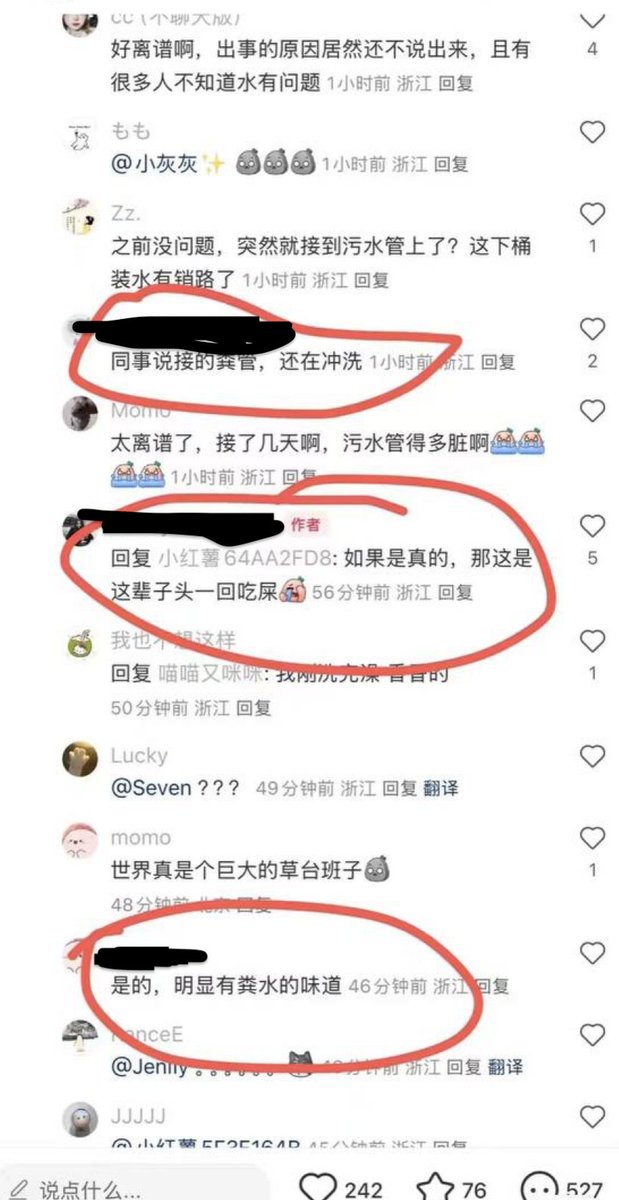 cc (不聊天版)
好离谱啊，出事的原因居然还不说出来，且有
4
很多人不知道水有问题 1小时前 浙江 回复
もも
@小灰灰✨ 1小时前 浙江 回复
Zz.
之前没问题，突然就接到污水管上了？这下桶
1
装水有销路了 1小时前 浙江 回复
同事说接的粪管，还在冲洗 1小时前 浙江 回复
2
Momo
太离谱了，接了几天啊，污水管得多脏啊
1小时前 浙江 回复
作者
回复 小红薯64AA2FD8: 如果是真的，那这是
5
这辈子头一回吃屎 56分钟前 浙江 回复
我也不想这样
回复 喵喵又咪咪: 我刚洗完澡 香香的
1
50分钟前 浙江 回复
Lucky
@Seven ? ? ? 49分钟前 浙江 回复 翻译
momo
世界真是个巨大的草台班子
1
48分钟前 北京 回复
是的，明显有粪水的味道 46分钟前 浙江 回复
@Jenny 。。。。。。 分钟前 浙江 回复 翻译
JJJJJ
@小红薯5F3F164B 45分钟前 浙江 回复
说点什么...
242
76
527